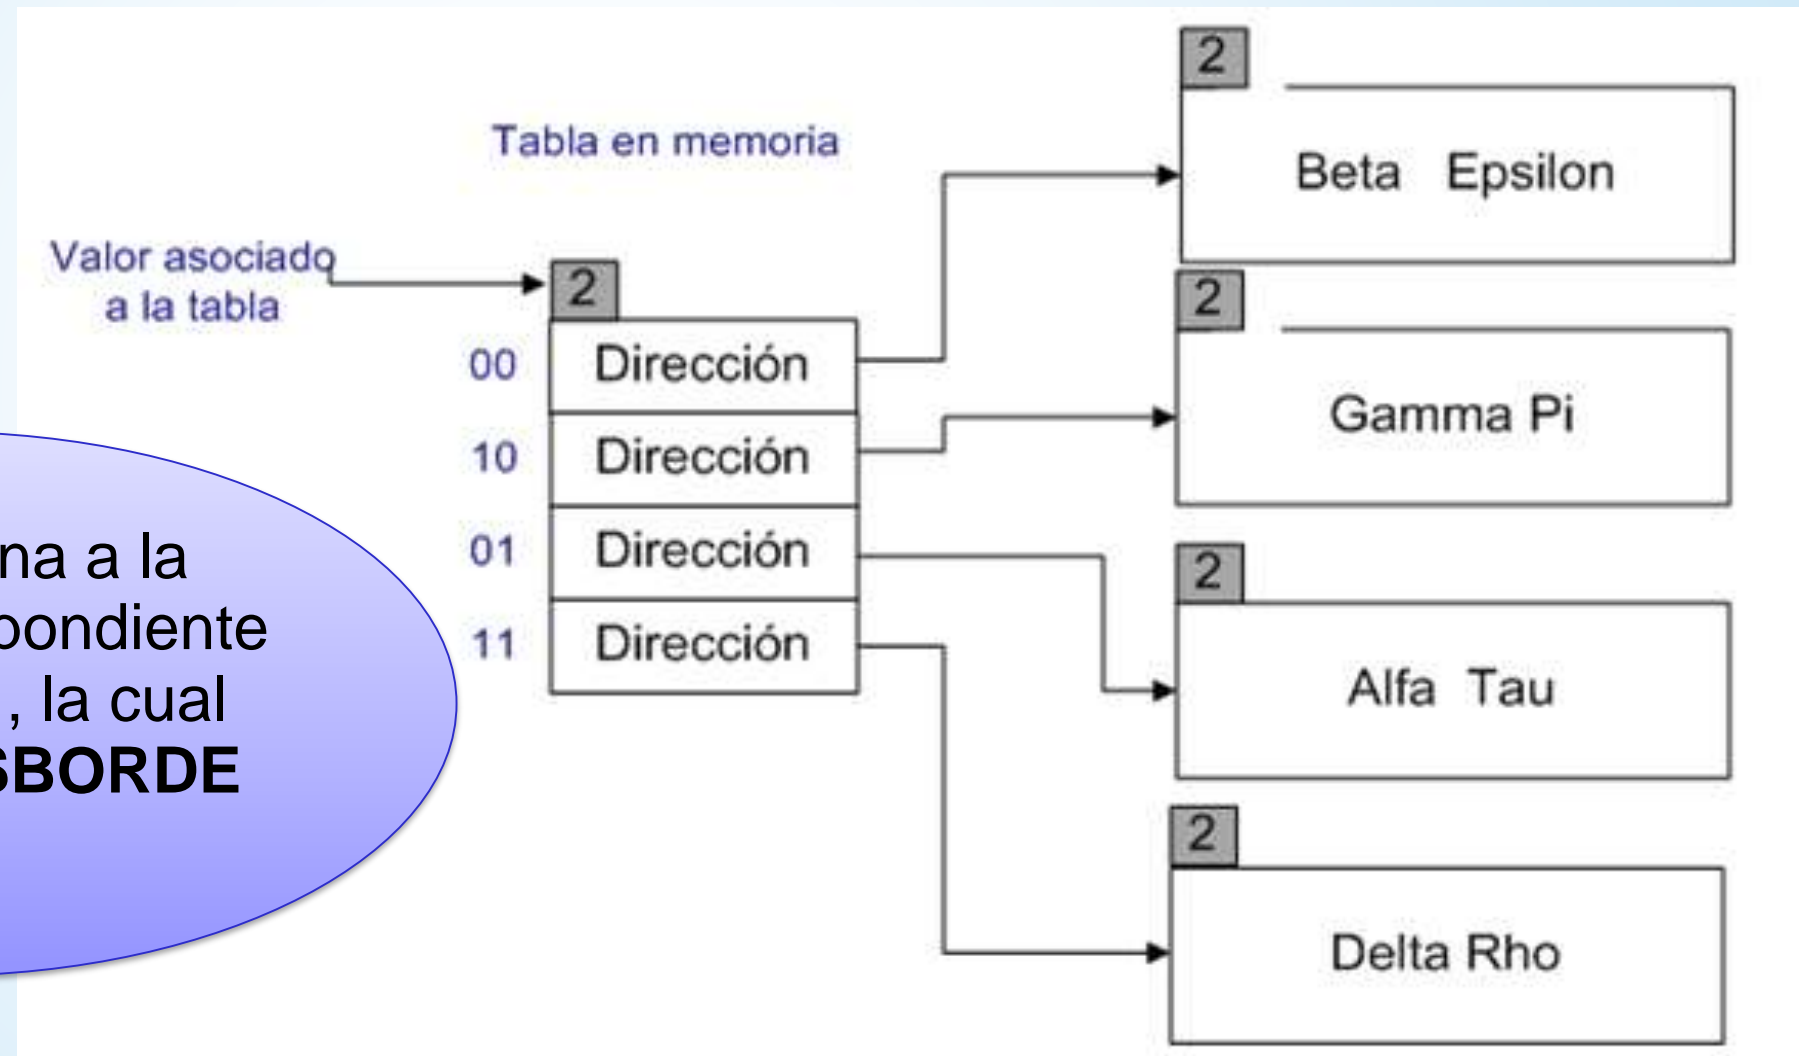 Tabla en memoria
Valor asociado
a la tabla
2
00 Dirección
10 Dirección
01 Dirección
11 Dirección
2
Beta Epsilon
2
Gamma Pi
2
Alfa Tau
2
Delta Rho
na a la
pondiente
, la cual
SBORDE